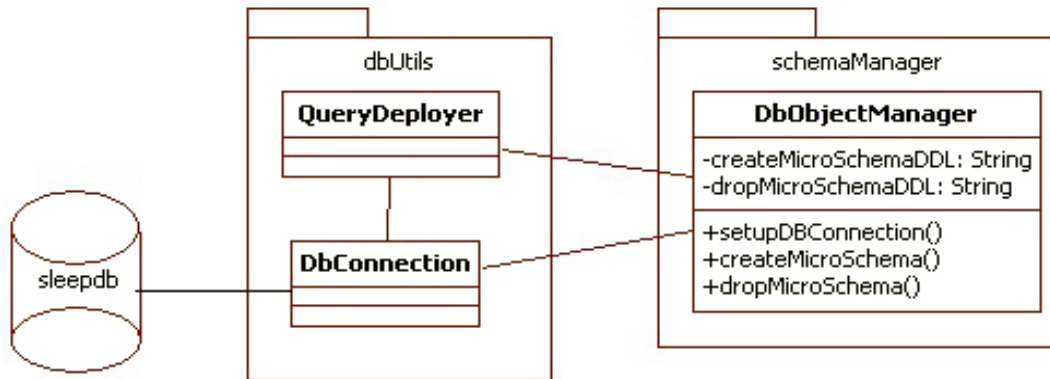 dbUtils
QueryDeployer
DbConnection
sleepdb
schemaManager
DbObjectManager
-createMicroSchemaDDL: String
-dropMicroSchemaDDL: String
+setupDBConnection()
+createMicroSchema()
+dropMicroSchema()